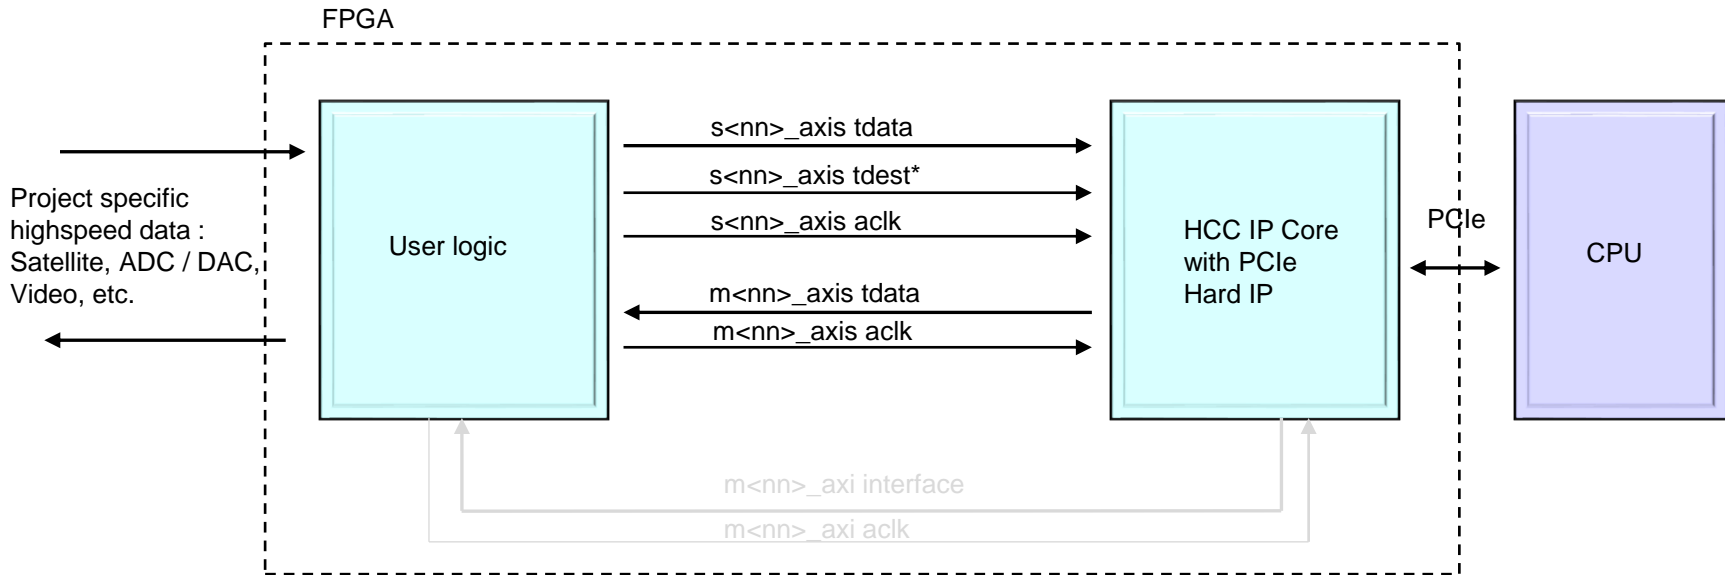 FPGA
s<nn>_axis tdata
s<nn>_axis tdest*
s<nn>_axis aclk
m<nn>_axis tdata
m<nn>_axis aclk
Project specific
highspeed data :
Satellite, ADC / DAC,
Video, etc.
User logic
HCC IP Core
with PCIe
Hard IP
PCIe
CPU
m<nn>_axi interface
m<nn>_axi aclk